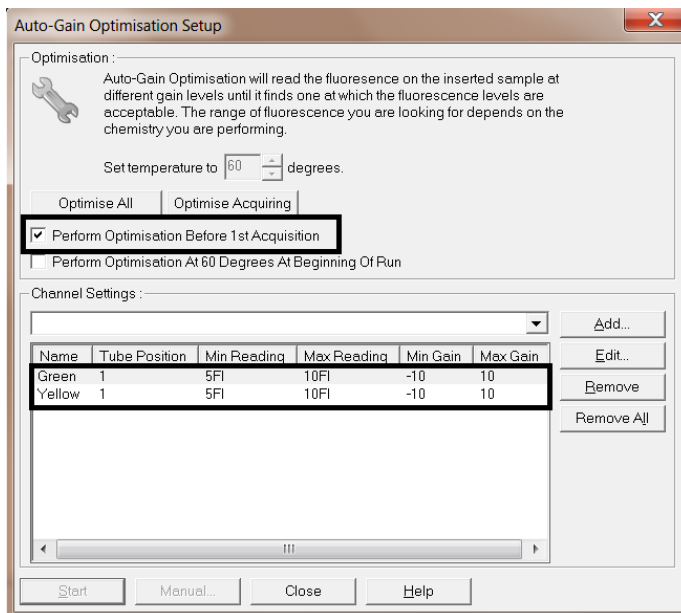 Auto-Gain Optimisation Setup
Optimisation :
Auto-Gain Optimisation will read the fluoresence on the inserted sample at
different gain levels until it finds one at which the fluorescence levels are
acceptable. The range of fluorescence you are looking for depends on the
chemistry you are performing.
Set temperature to 60 degrees.
Optimise All Optimise Acquiring
Perform Optimisation Before 1st Acquisition
Perform Optimisation At 60 Degrees At Beginning Of Run
Channel Settings :
Add...
Name Tube Position Min Reading Max Reading Min Gain Max Gain Edit...
Green 1 5Fl 10Fl -10 10
Yellow 1 5Fl 10Fl -10 10
Remove
Remove All
Start Manual... Close Help